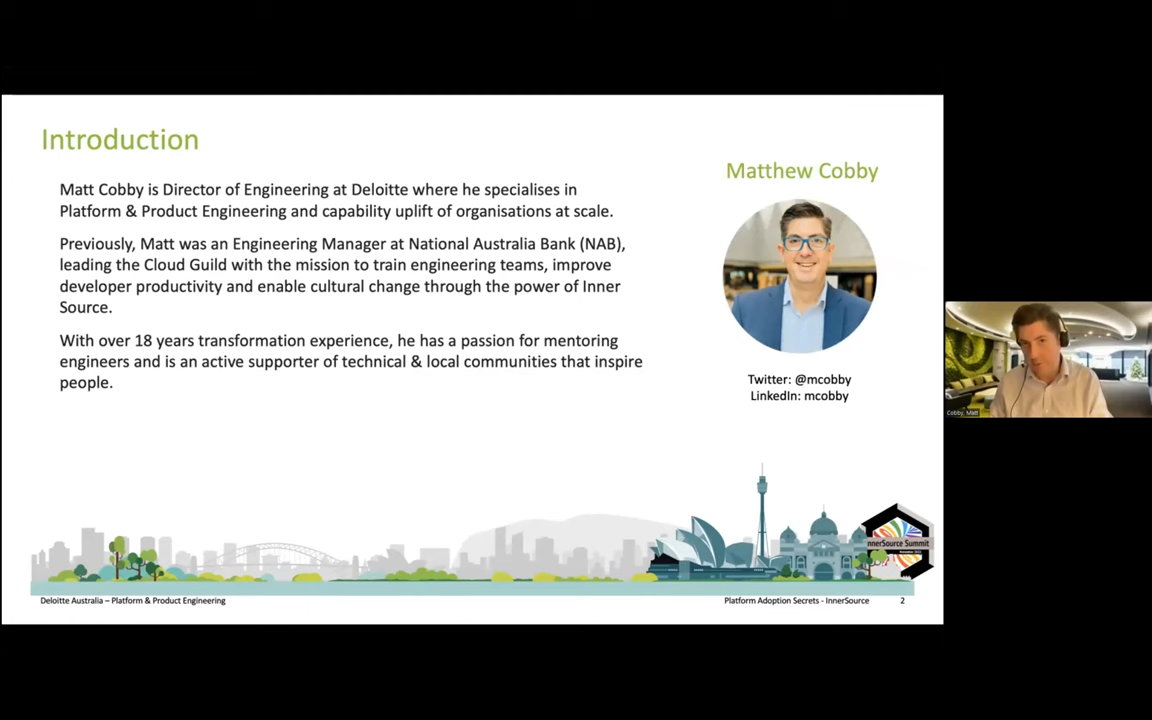 Introduction
Matt Cobby is Director of Engineering at Deloitte where he specialises in
Platform & Product Engineering and capability uplift of organisations at scale.
Previously, Matt was an Engineering Manager at National Australia Bank (NAB),
leading the Cloud Guild with the mission to train engineering teams, improve
developer productivity and enable cultural change through the power of Inner
Source.
With over 18 years transformation experience, he has a passion for mentoring
engineers and is an active supporter of technical & local communities that inspire
people.
Matthew Cobby
Twitter: @mcobby
LinkedIn: mcobby
Cobby, Matt
InnerSource Summit
Deloitte Australia – Platform & Product Engineering
Platform Adoption Secrets - InnerSource
2